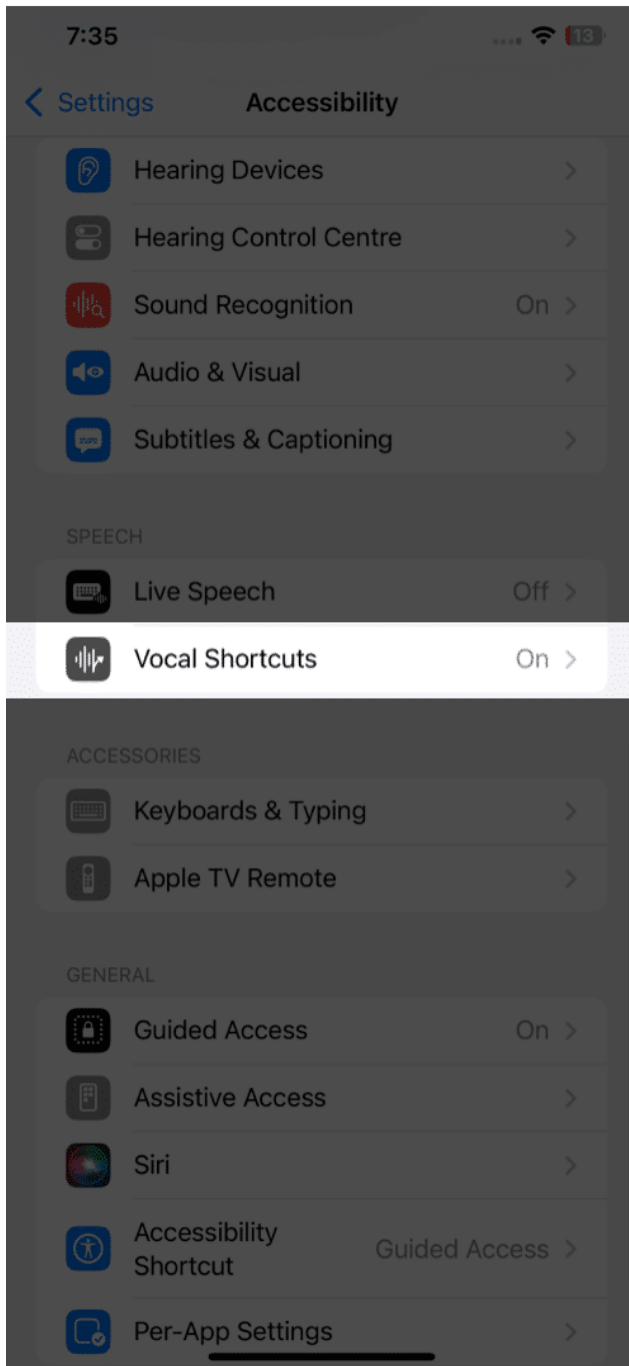 7:35
13
Settings
Accessibility
Hearing Devices
Hearing Control Centre
Sound Recognition On
Audio & Visual
Subtitles & Captioning
SPEECH
Live Speech Off
Vocal Shortcuts On
ACCESSORIES
Keyboards & Typing
Apple TV Remote
GENERAL
Guided Access On
Assistive Access
Siri
Accessibility
Shortcut
Guided Access
Per-App Settings